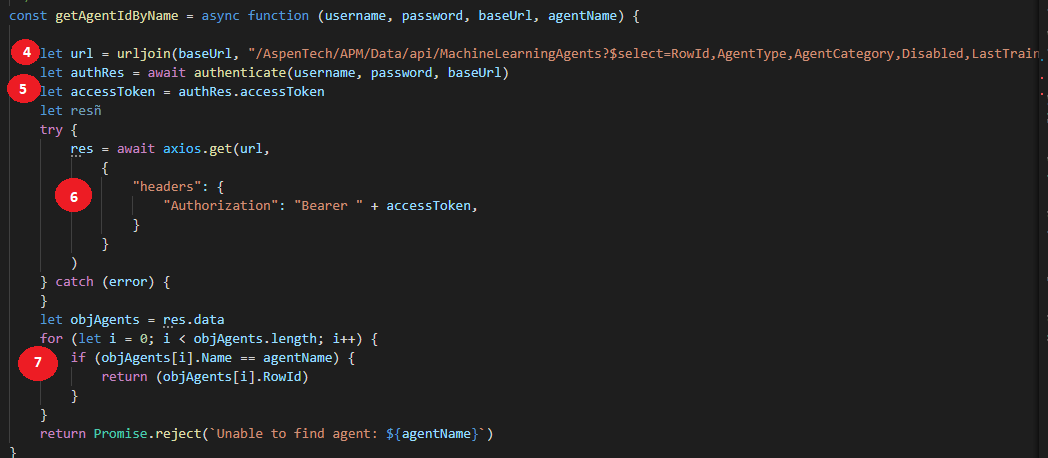 const getAgentIdByName = async function (username, password, baseUrl, agentName) {
4 let url = urljoin(baseUrl, "/AspenTech/APM/Data/api/MachineLearningAgents?$select=RowId,AgentType,AgentCategory,Disabled,LastTrain
let authRes = await authenticate(username, password, baseUrl)
5 let accessToken = authRes.accessToken
let resñ
try {
res = await axios.get(url,
{
"headers": {
6 "Authorization": "Bearer " + accessToken,
}
}
)
} catch (error) {
}
let objAgents = res.data
for (let i = 0; i < objAgents.length; i++) {
7 if (objAgents[i].Name == agentName) {
return (objAgents[i].RowId)
}
}
return Promise.reject(`Unable to find agent: ${agentName}`)
}